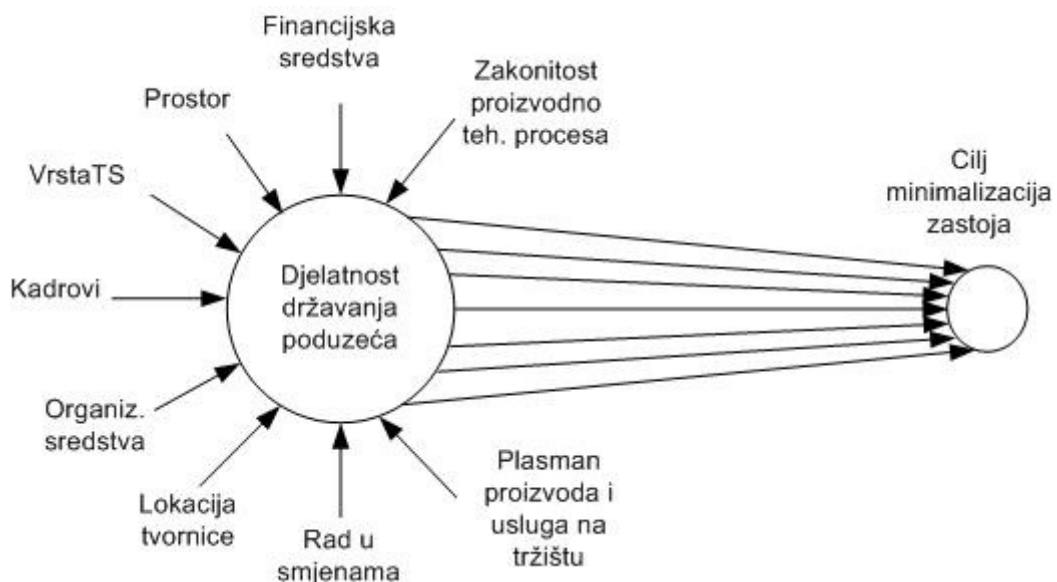 Financijska
sredstva
Zakonitost
proizvodno
teh. procesa
Prostor
VrstaTS
Kadrovi
Djelatnost
državanja
poduzeća
Cilj
minimalizacija
zastoja
Organiz.
sredstva
Lokacija
tvornice
Rad u
smjenama
Plasman
proizvoda i
usluga na
tržištu